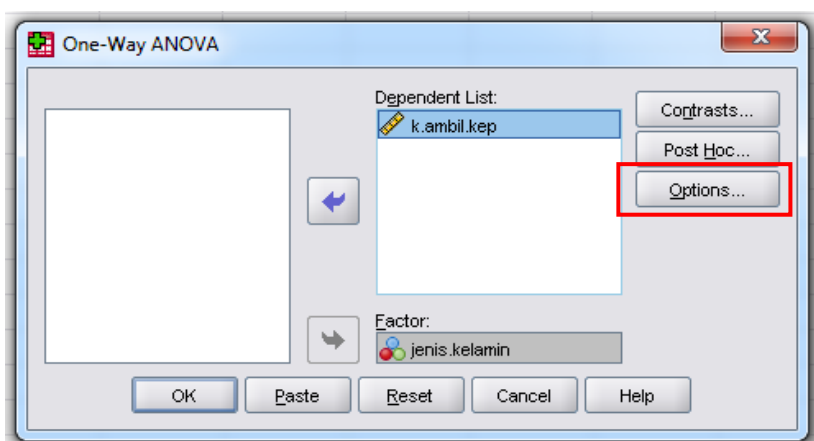 One-Way ANOVA
Dependent List:
k.ambil.kep
Contrasts...
Post Hoc...
Options...
Factor:
jenis.kelamin
OK Paste Reset Cancel Help